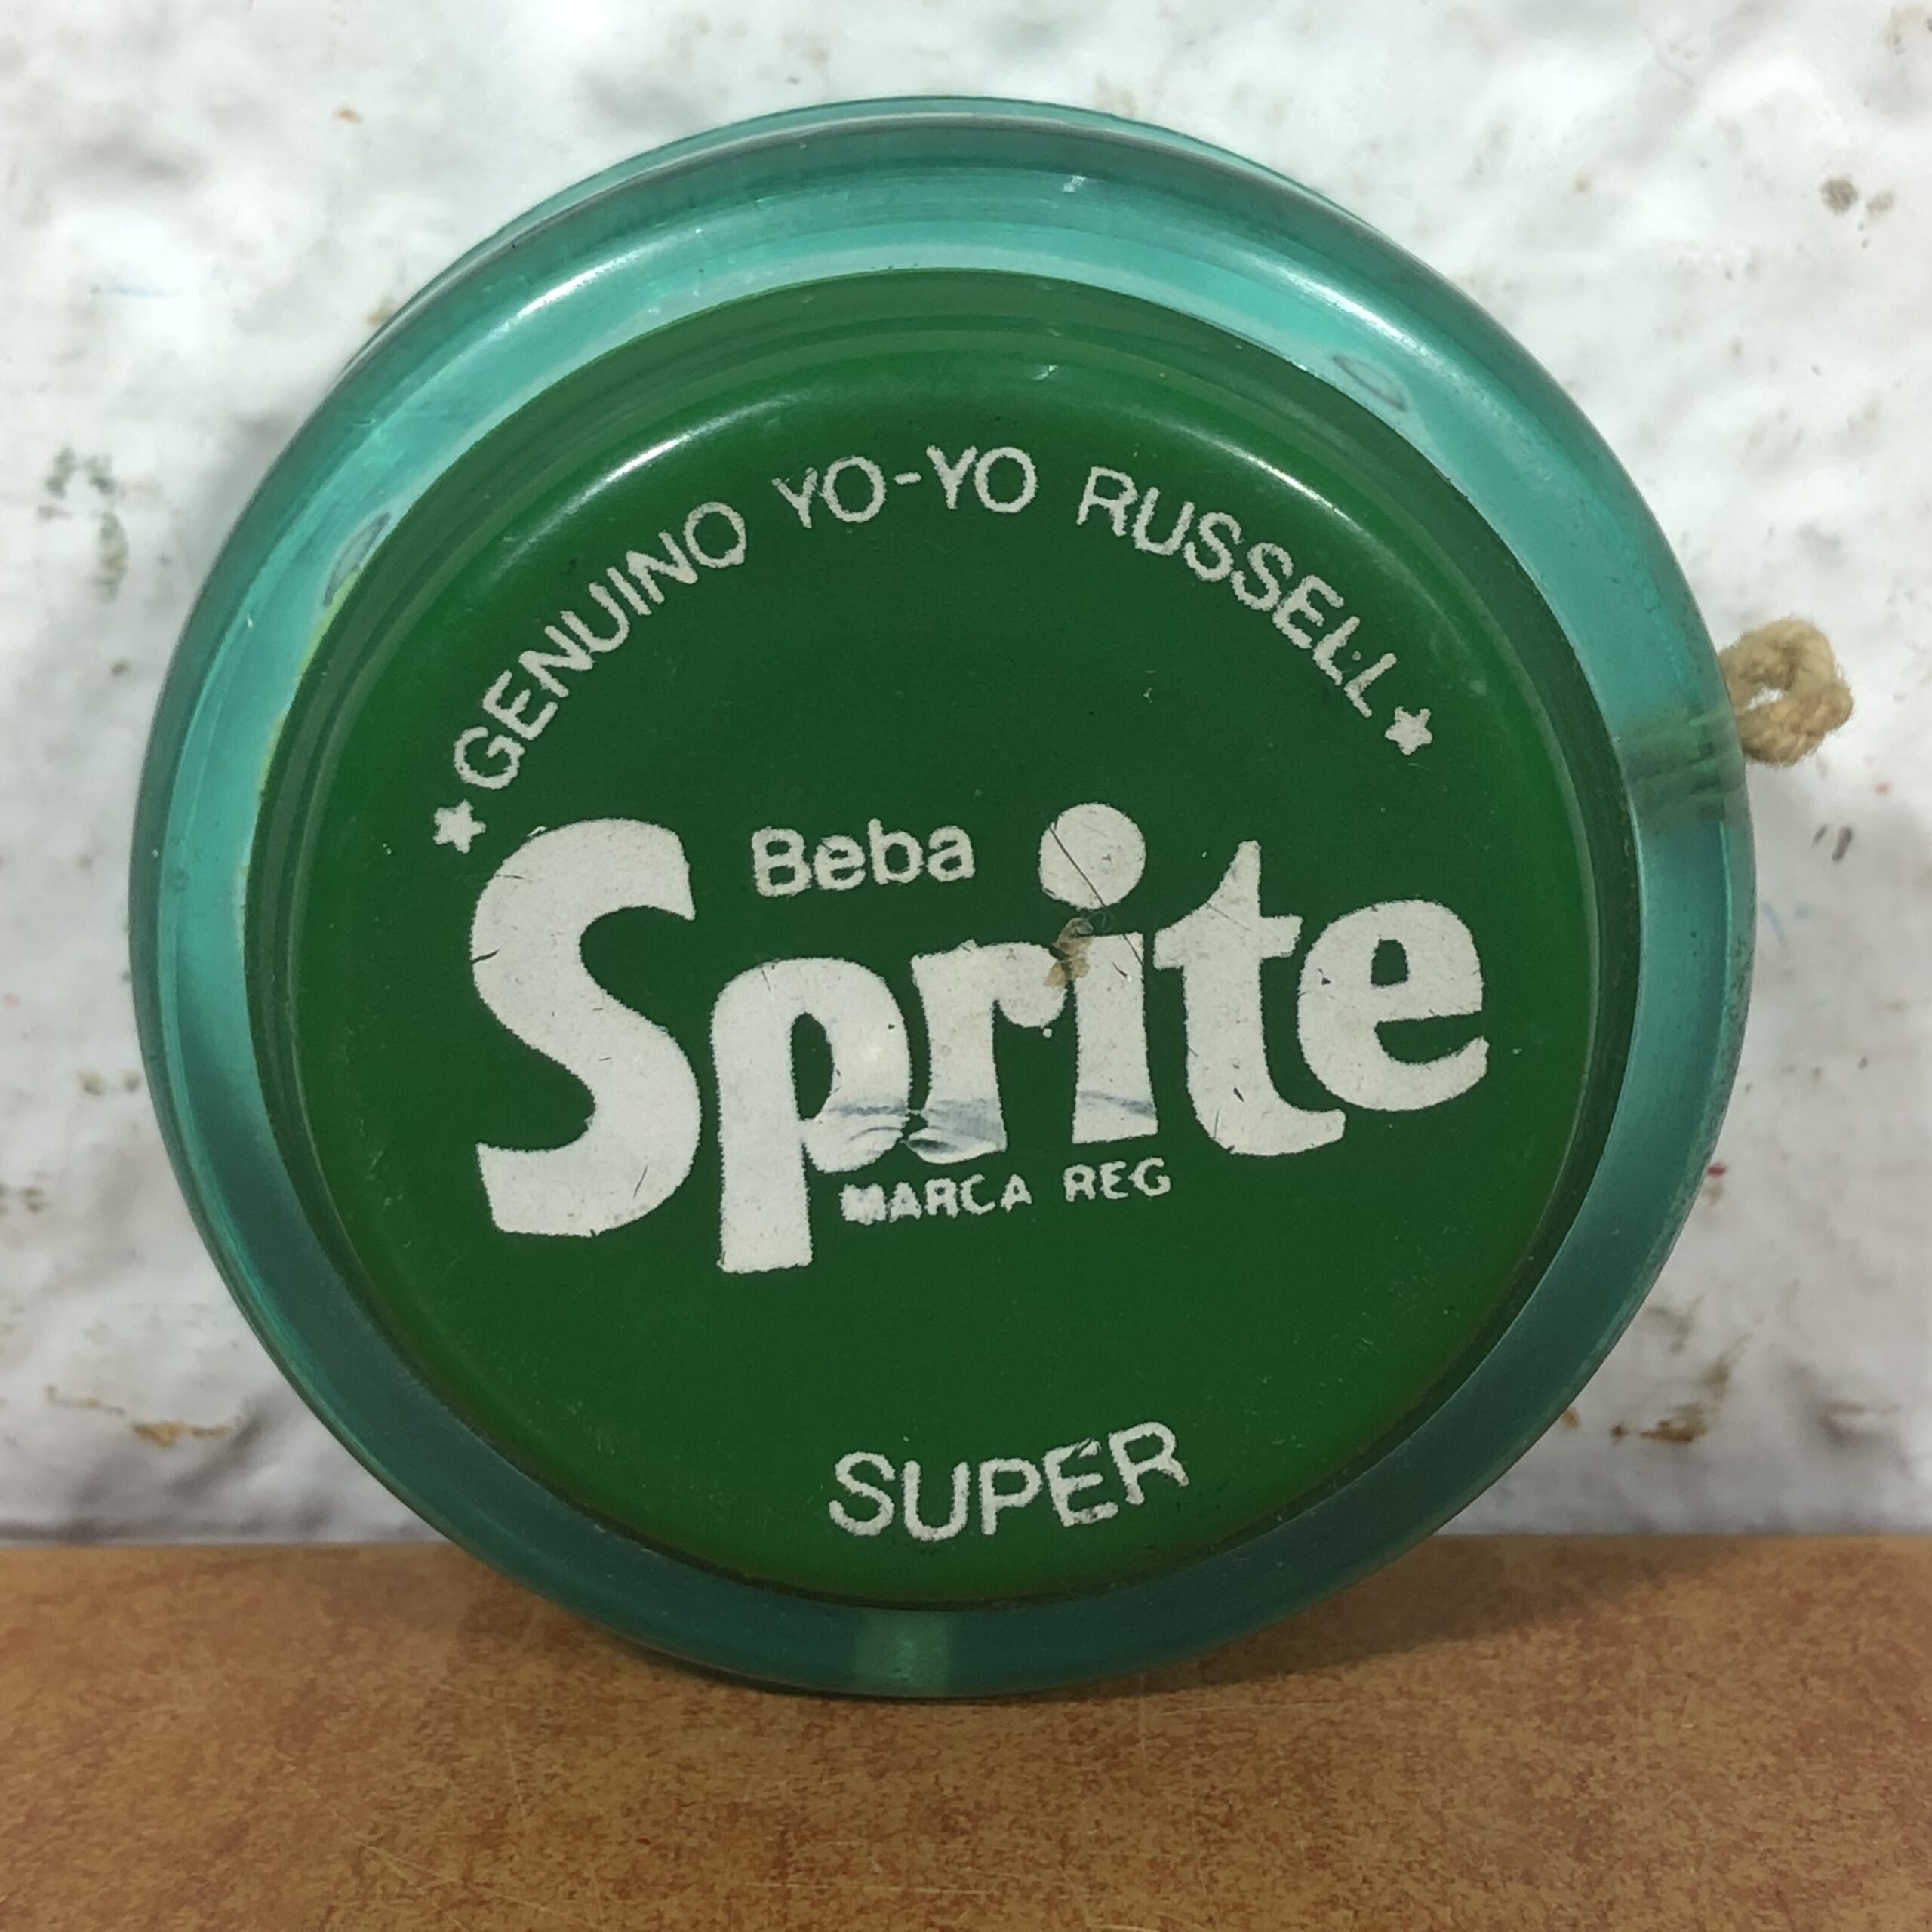 GENUINO YO-YO RUSSELL
Beba
Sprite
MARCA REG
SUPER